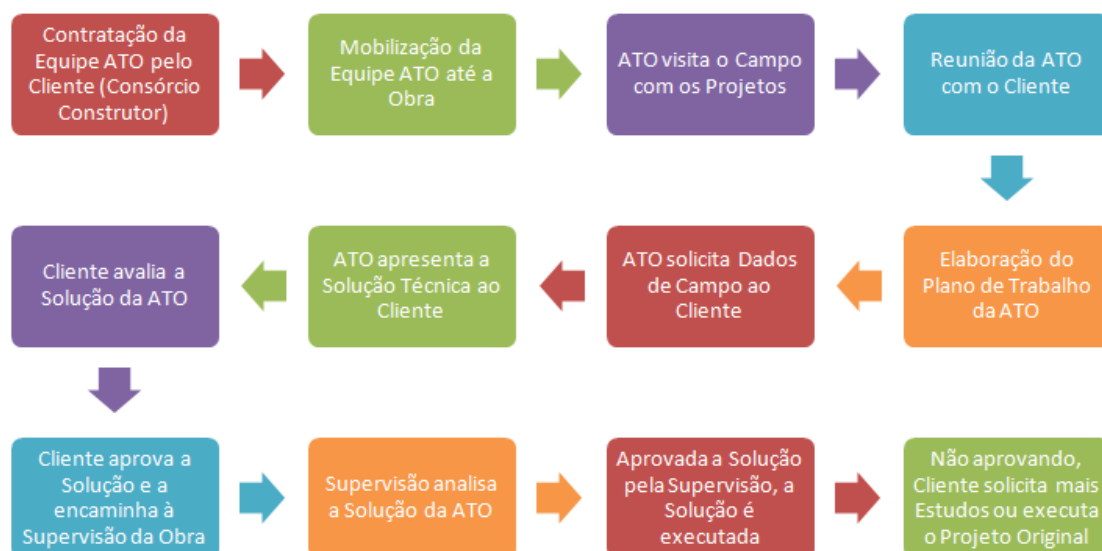 Contratação da
Equipe ATO pelo
Cliente (Consórcio
Construtor)
Mobilização da
Equipe ATO até a
Obra
ATO visita o Campo
com os Projetos
Reunião da ATO
com o Cliente
Cliente avalia a
Solução da ATO
ATO apresenta a
Solução Técnica ao
Cliente
ATO solicita Dados
de Campo ao
Cliente
Elaboração do
Plano de Trabalho
da ATO
Cliente aprova a
Solução e a
encaminha à
Supervisão da Obra
Supervisão analisa
a Solução da ATO
Aprovada a Solução
pela Supervisão, a
Solução é
executada
Não aprovando,
Cliente solicita mais
Estudos ou executa
o Projeto Original